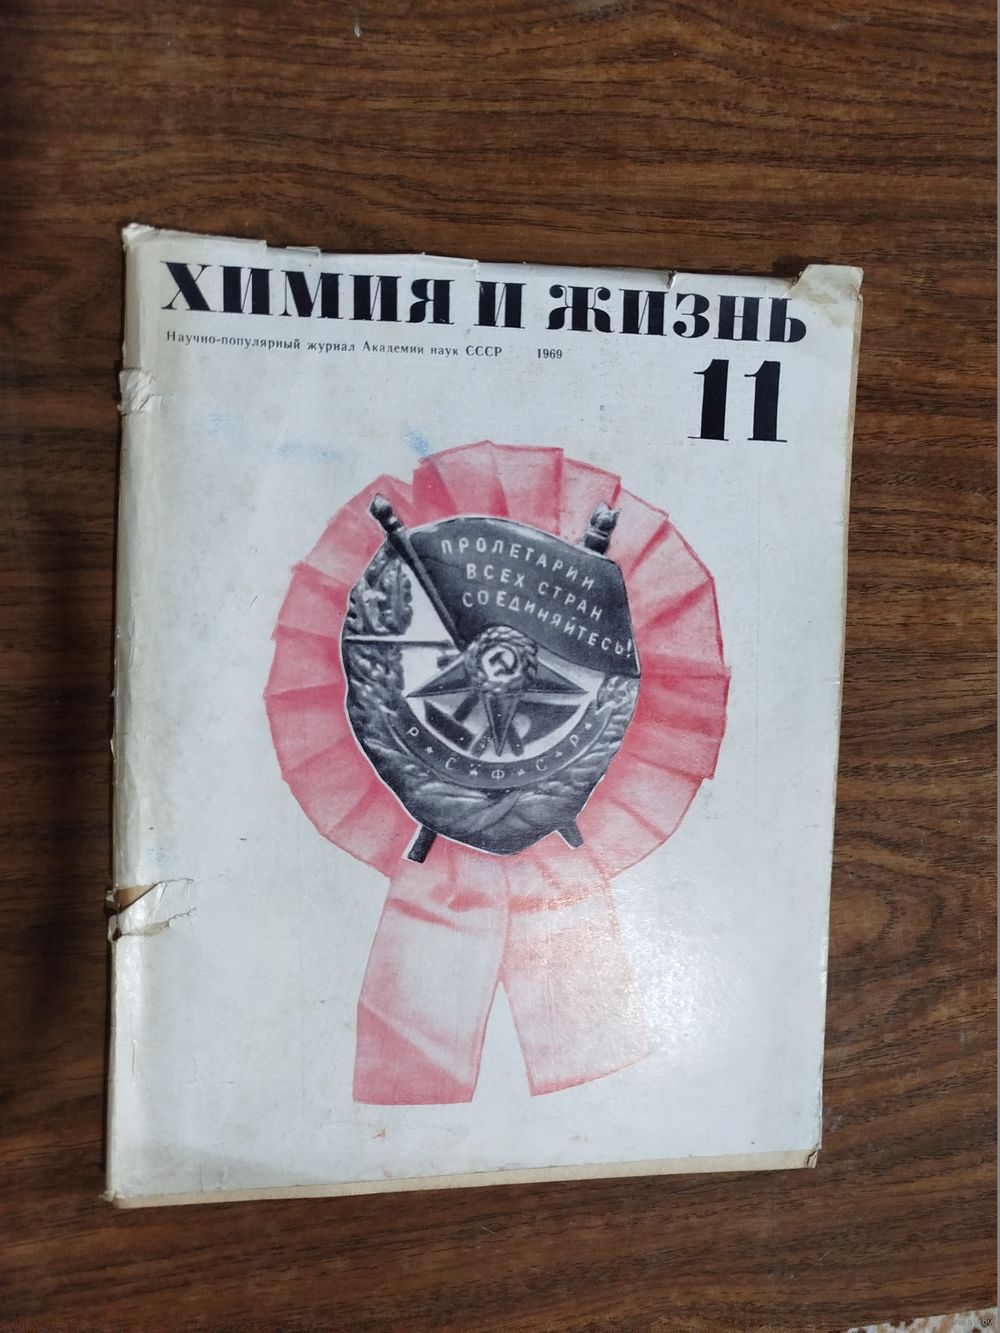 ХИМИЯ И ЖИЗНЬ
Научно-популярный журнал Академии наук СССР 1969
11
ПРОЛЕТАРИИ
ВСЕХ СТРАН
СОЕДИНЯЙТЕСЬ!
Р ★ С ★ Ф ★ С ★ Р